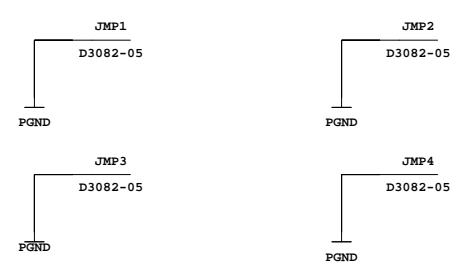 JMP1 JMP2
D3082-05 D3082-05
PGND PGND
JMP3 JMP4
D3082-05 D3082-05
PGND
PGND